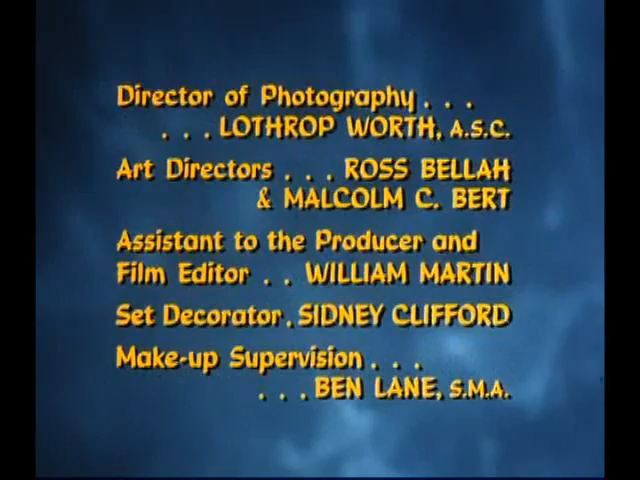 Director of Photography . . .
. . . LOTHROP WORTH, A.S.C.
Art Directors . . . ROSS BELLAH
& MALCOLM C. BERT
Assistant to the Producer and
Film Editor . . WILLIAM MARTIN
Set Decorator . SIDNEY CLIFFORD
Make-up Supervision . . .
. . . BEN LANE, S.M.A.